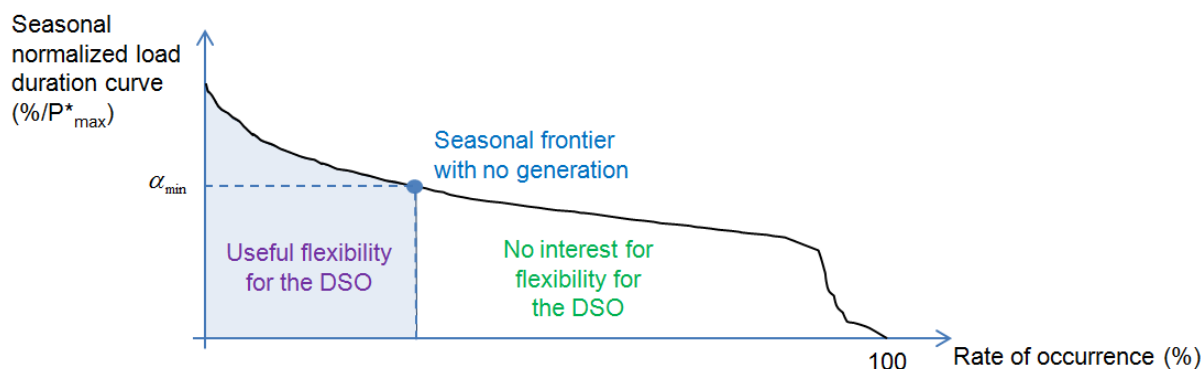 Seasonal
normalized load
duration curve
(%/P*max)
Seasonal frontier
with no generation
αmin
Useful flexibility
for the DSO
No interest for
flexibility for
the DSO
100
Rate of occurrence (%)